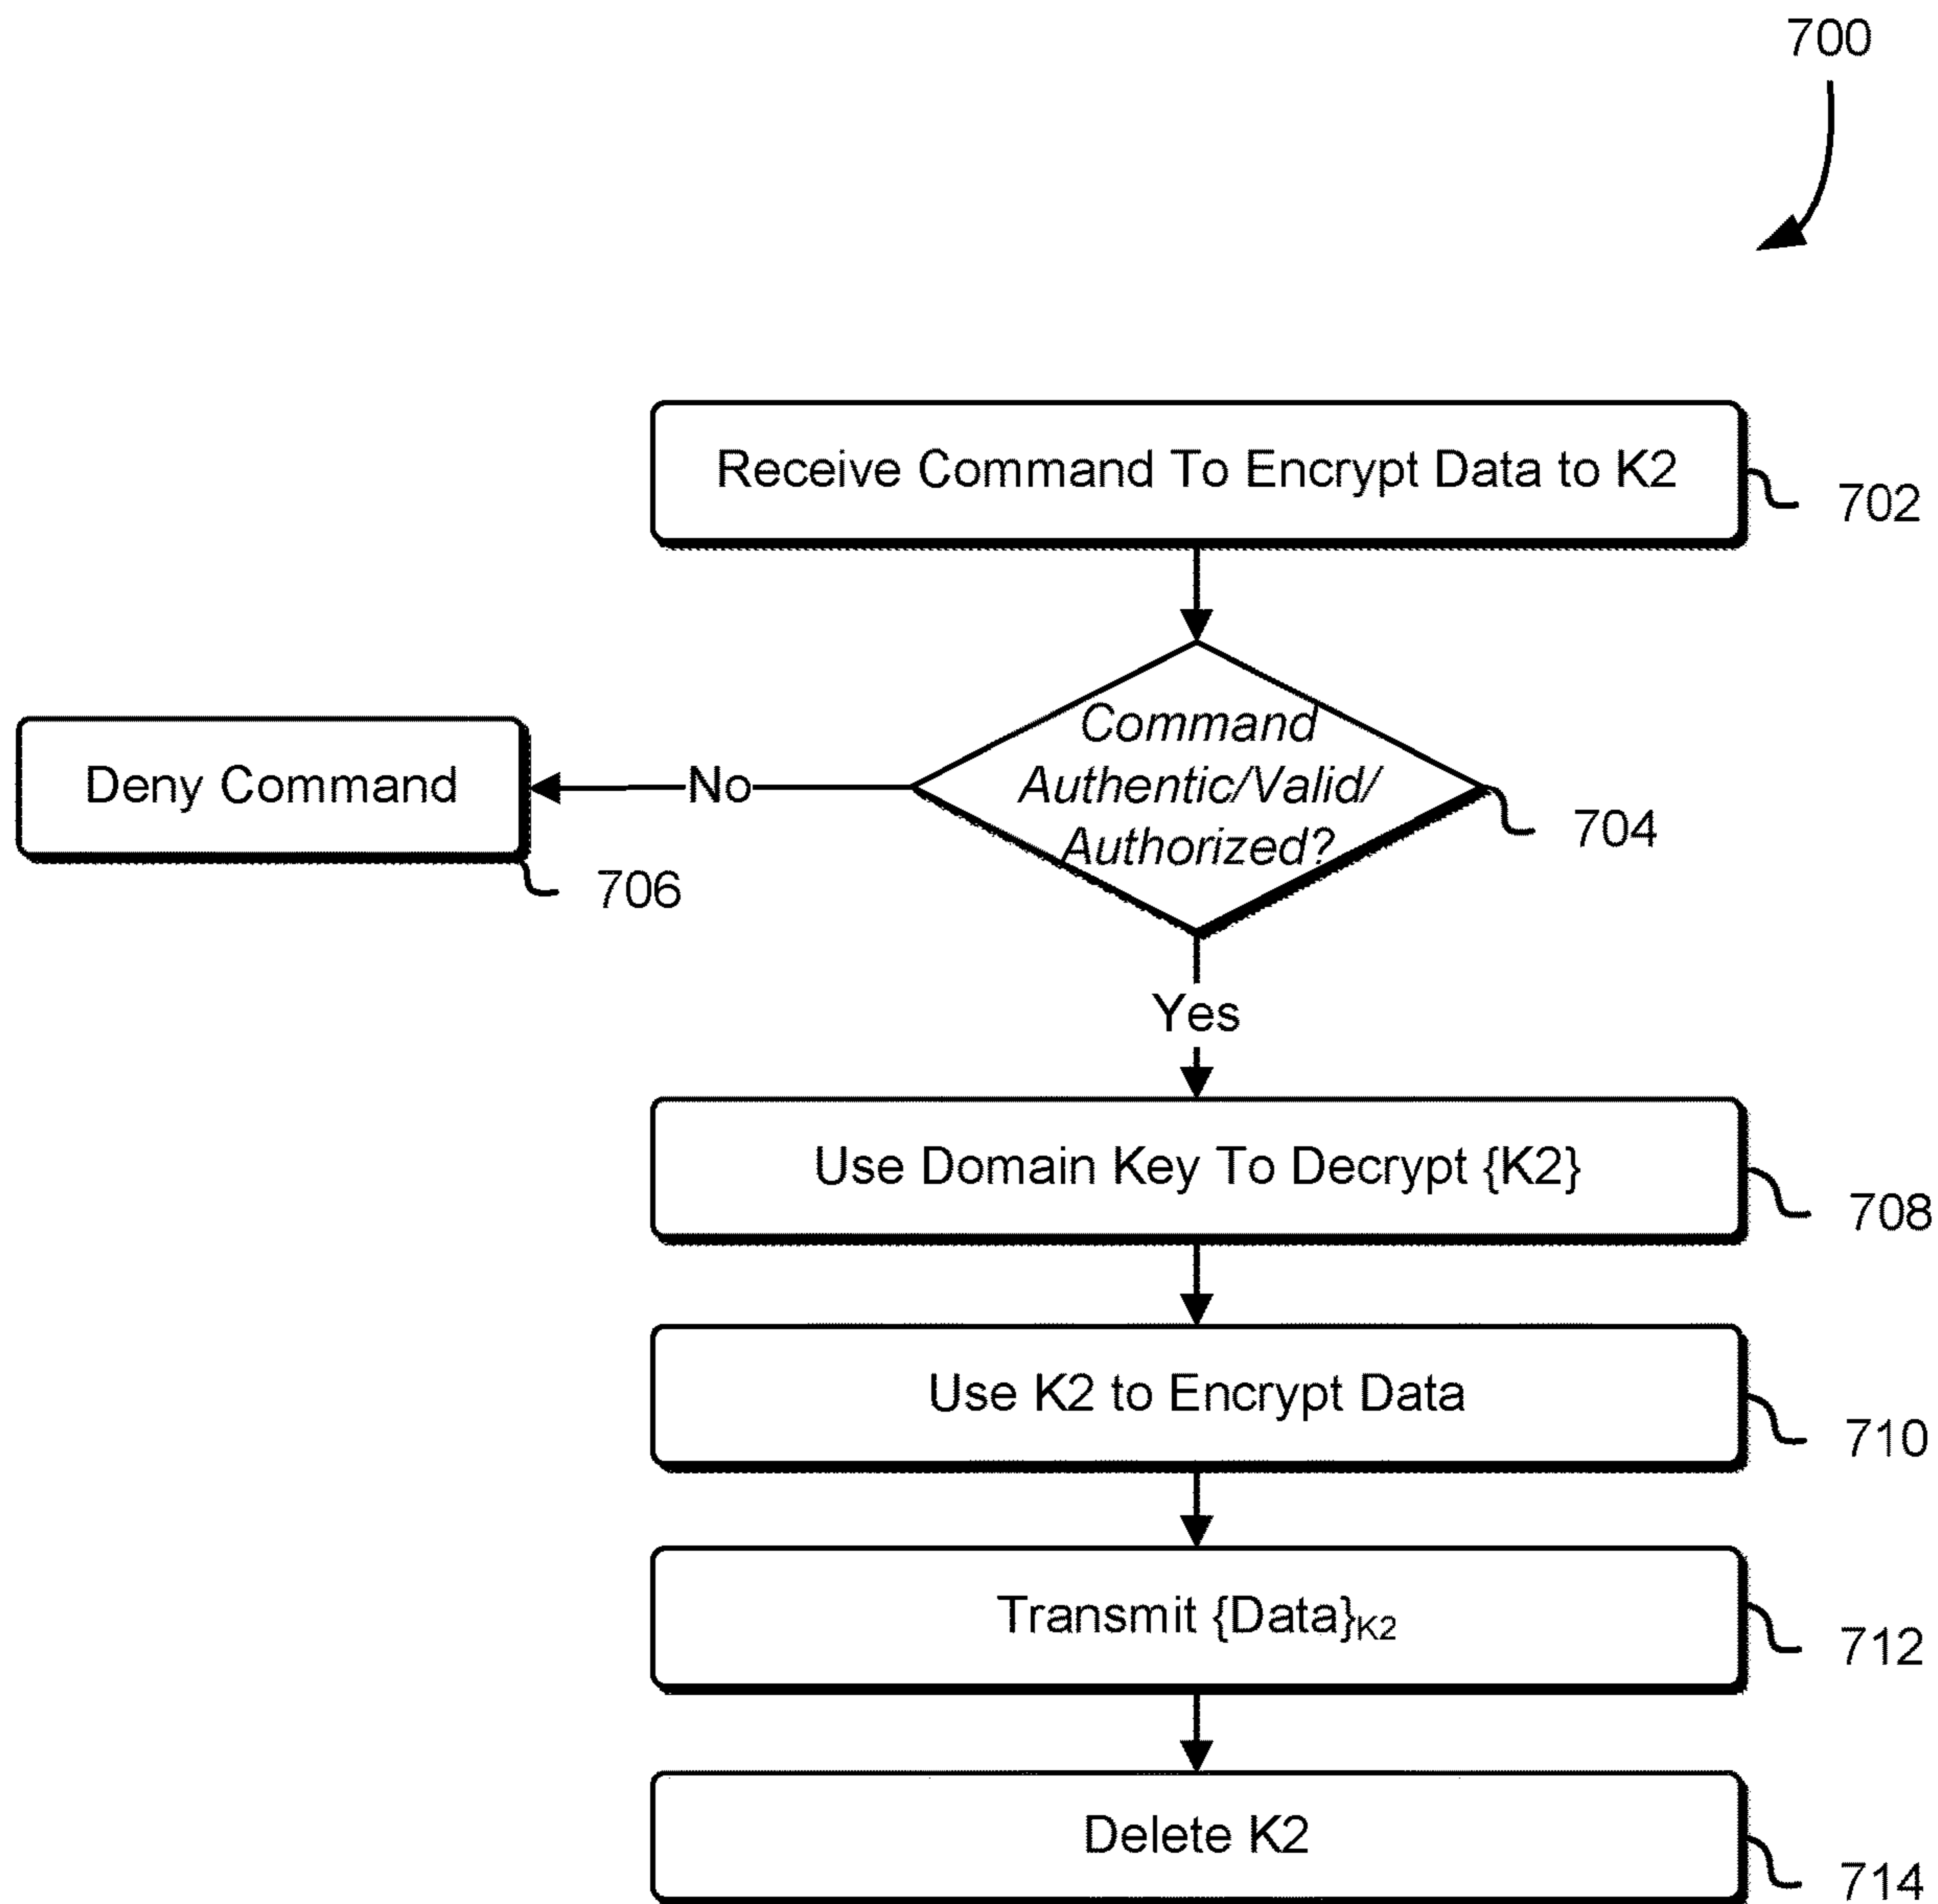 700
Receive Command To Encrypt Data to K2
702
Command
Authentic/Valid/
Authorized?
704
No
Deny Command
706
Yes
Use Domain Key To Decrypt {K2}
708
Use K2 to Encrypt Data
710
Transmit {Data}K2
712
Delete K2
714